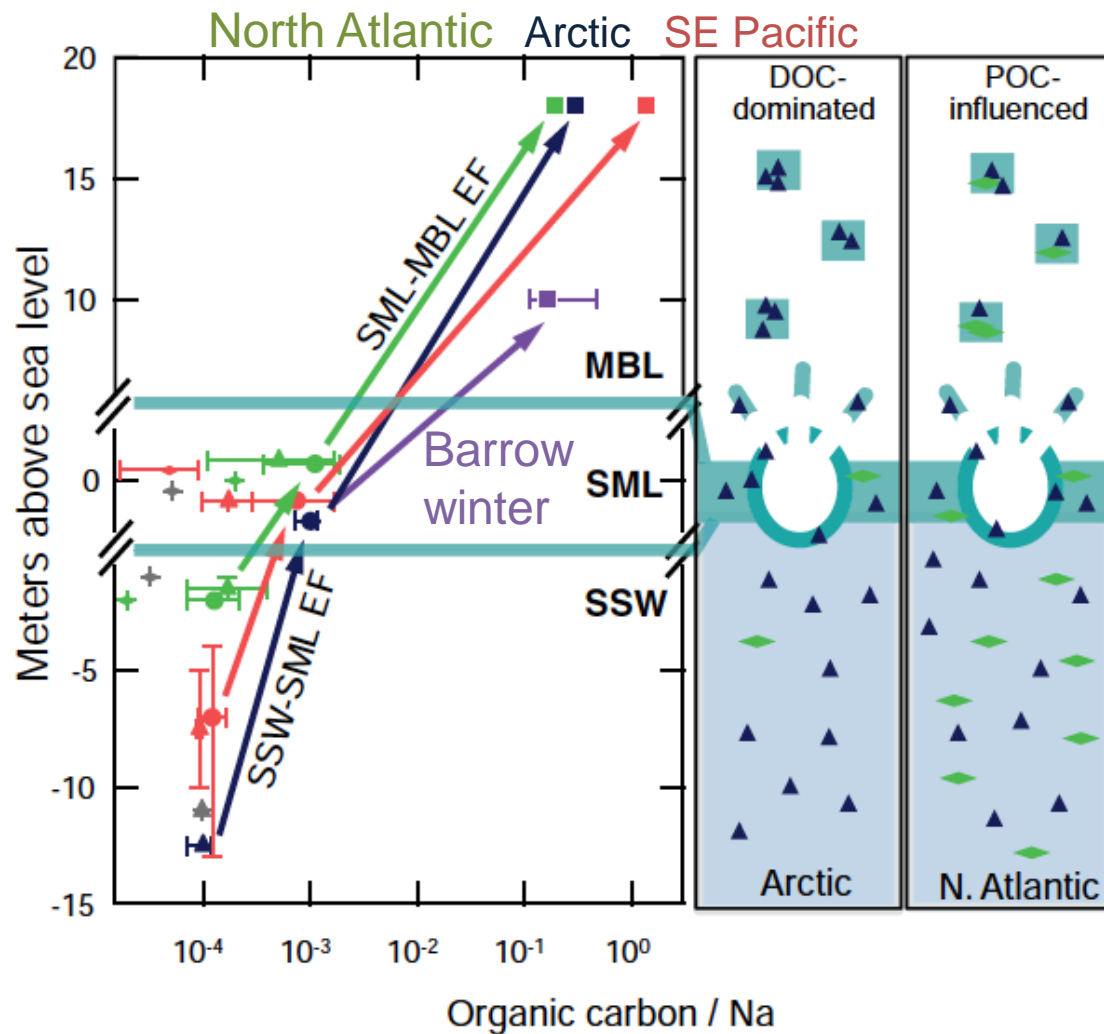 North Atlantic Arctic SE Pacific
20
15
10
0
-5
-10
-15
Meters above sea level
10⁻⁴ 10⁻³ 10⁻² 10⁻¹ 10⁰
Organic carbon / Na
SML-MBL EF
SSW-SML EF
MBL
Barrow
winter
SML
SSW
DOC-
dominated
Arctic
POC-
influenced
N. Atlantic